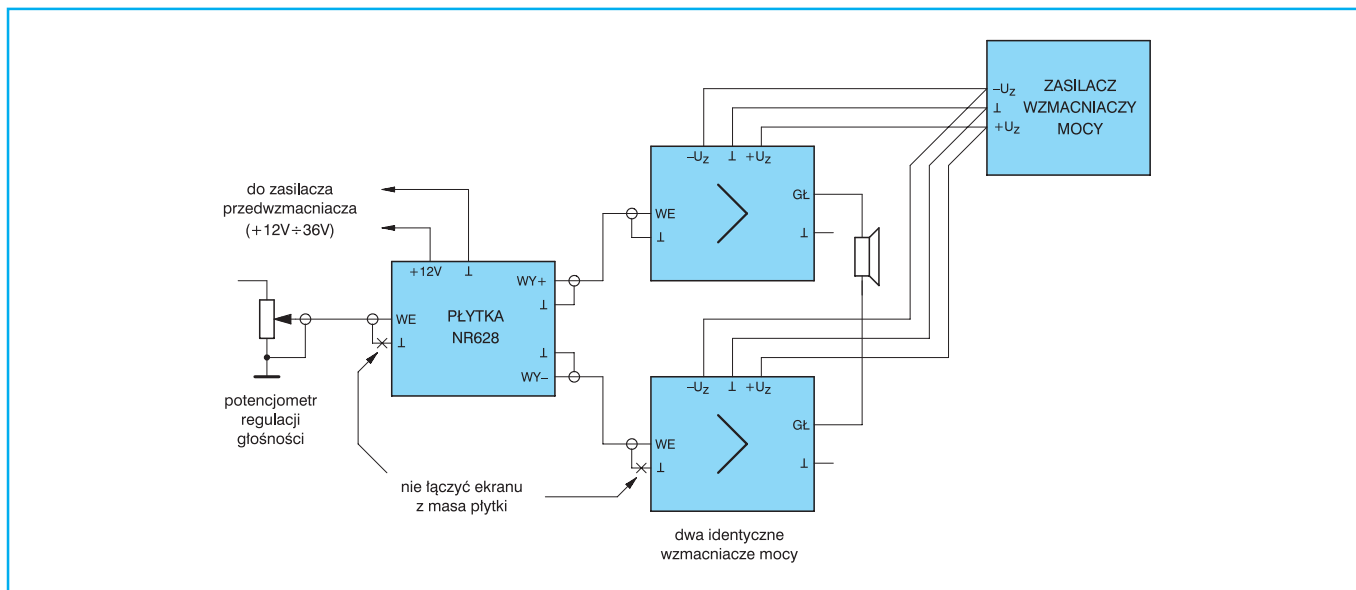 ZASILACZ
WZMACNIACZY
MOCY
–UZ
⊥
+UZ
–UZ ⊥ +UZ
GŁ
WE
⊥
⊥
do zasilacza
przedwzmacniacza
(+12V÷36V)
+12V ⊥
WY+
⊥
WE
⊥
PŁYTKA
NR628
⊥
WY–
potencjometr
regulacji
głośności
–UZ ⊥ +UZ
GŁ
WE
⊥
⊥
nie łączyć ekranu
z masa płytki
dwa identyczne
wzmacniacze mocy